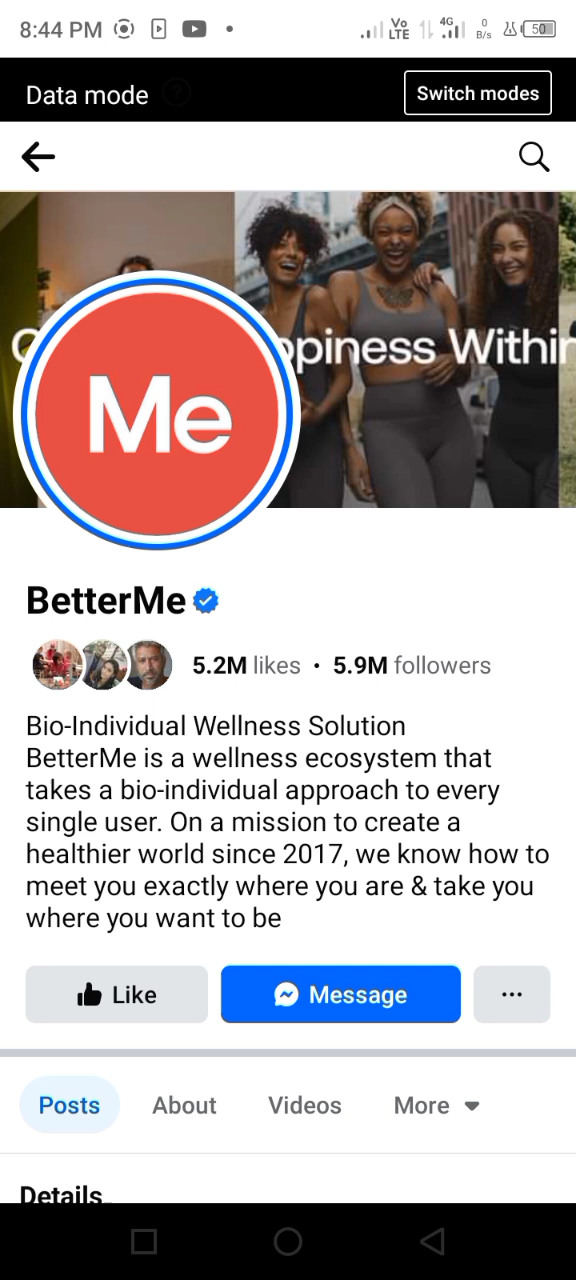 8:44 PM
Vo LTE
4G
0 B/s
50
Data mode
Switch modes
ppiness Within
Me
BetterMe
5.2M likes • 5.9M followers
Bio-Individual Wellness Solution
BetterMe is a wellness ecosystem that
takes a bio-individual approach to every
single user. On a mission to create a
healthier world since 2017, we know how to
meet you exactly where you are & take you
where you want to be
Like
Message
Posts About Videos More
Details